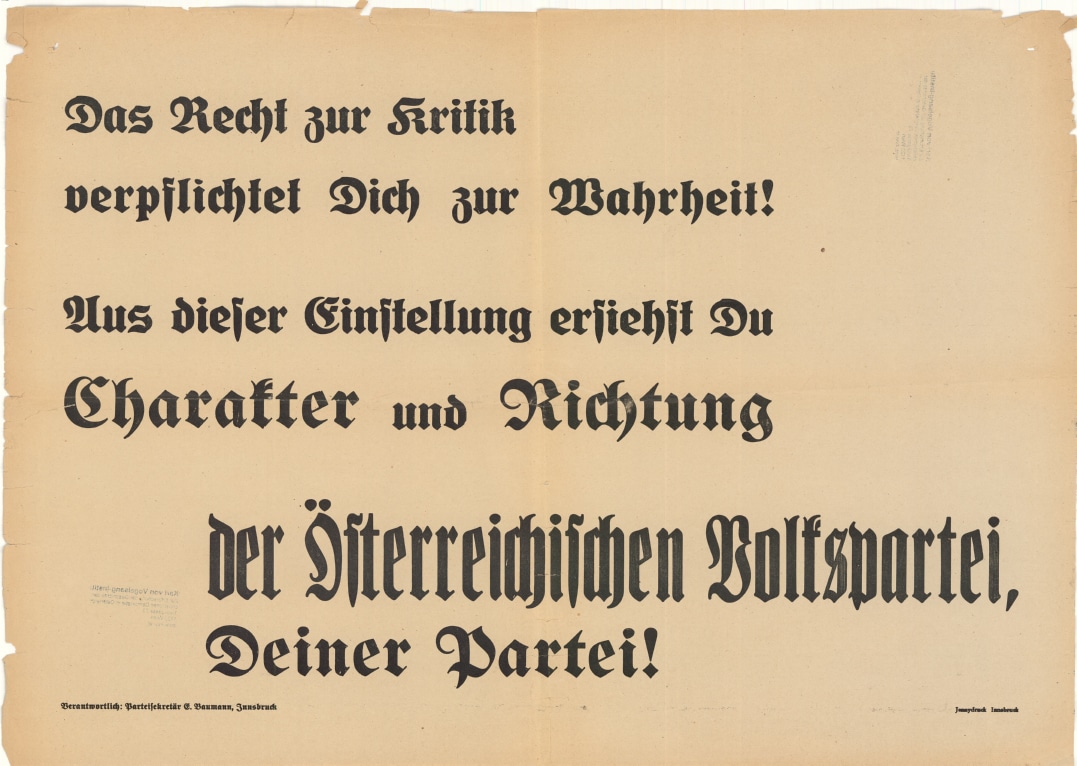 Das Recht zur Kritik
verpflichtet Dich zur Wahrheit!
Aus dieser Einstellung ersiehst Du
Charakter und Richtung
der Österreichischen Volkspartei,
Deiner Partei!
Verantwortlich: Parteisekretär E. Baumann, Innsbruck
Jennydruck Innsbruck